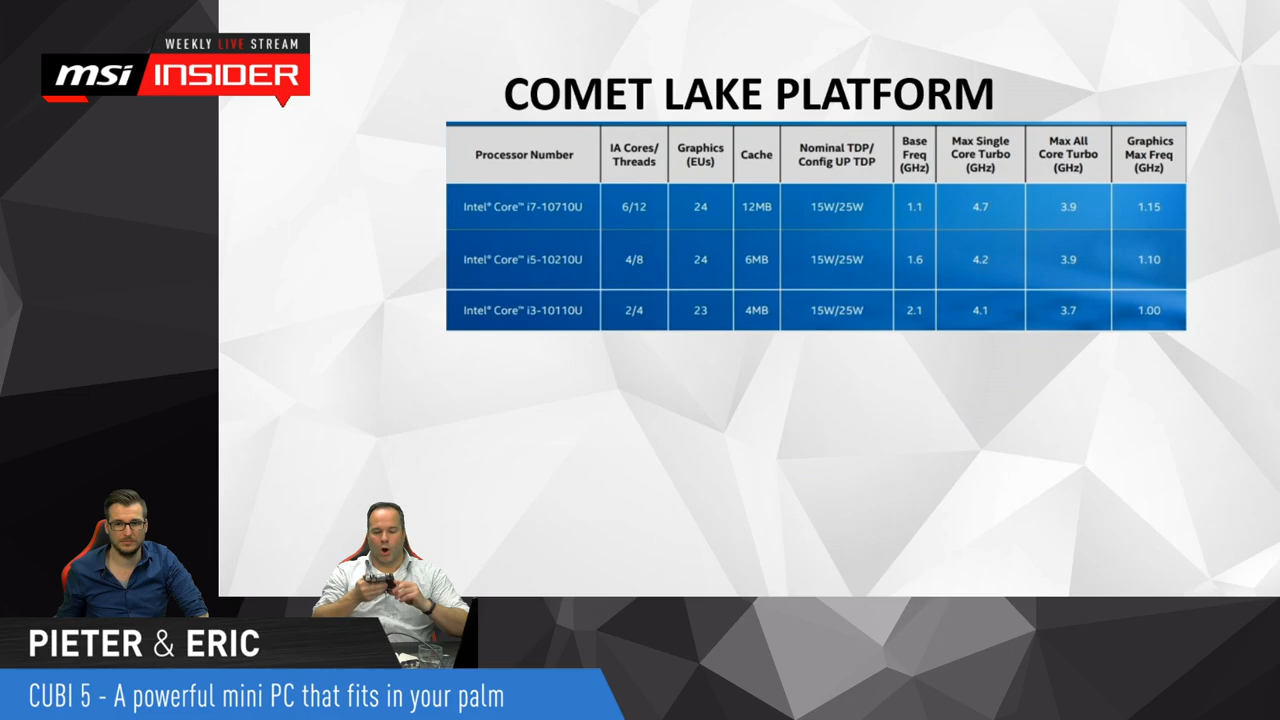 WEEKLY LIVE STREAM
msi INSIDER
COMET LAKE PLATFORM
Processor Number IA Cores/ Threads Graphics (EUs) Cache Nominal TDP/ Config UP TDP Base Freq (GHz) Max Single Core Turbo (GHz) Max All Core Turbo (GHz) Graphics Max Freq (GHz)
Intel® Core™ i7-10710U 6/12 24 12MB 15W/25W 1.1 4.7 3.9 1.15
Intel® Core™ i5-10210U 4/8 24 6MB 15W/25W 1.6 4.2 3.9 1.10
Intel® Core™ i3-10110U 2/4 23 4MB 15W/25W 2.1 4.1 3.7 1.00
PIETER & ERIC
CUBI 5 - A powerful mini PC that fits in your palm